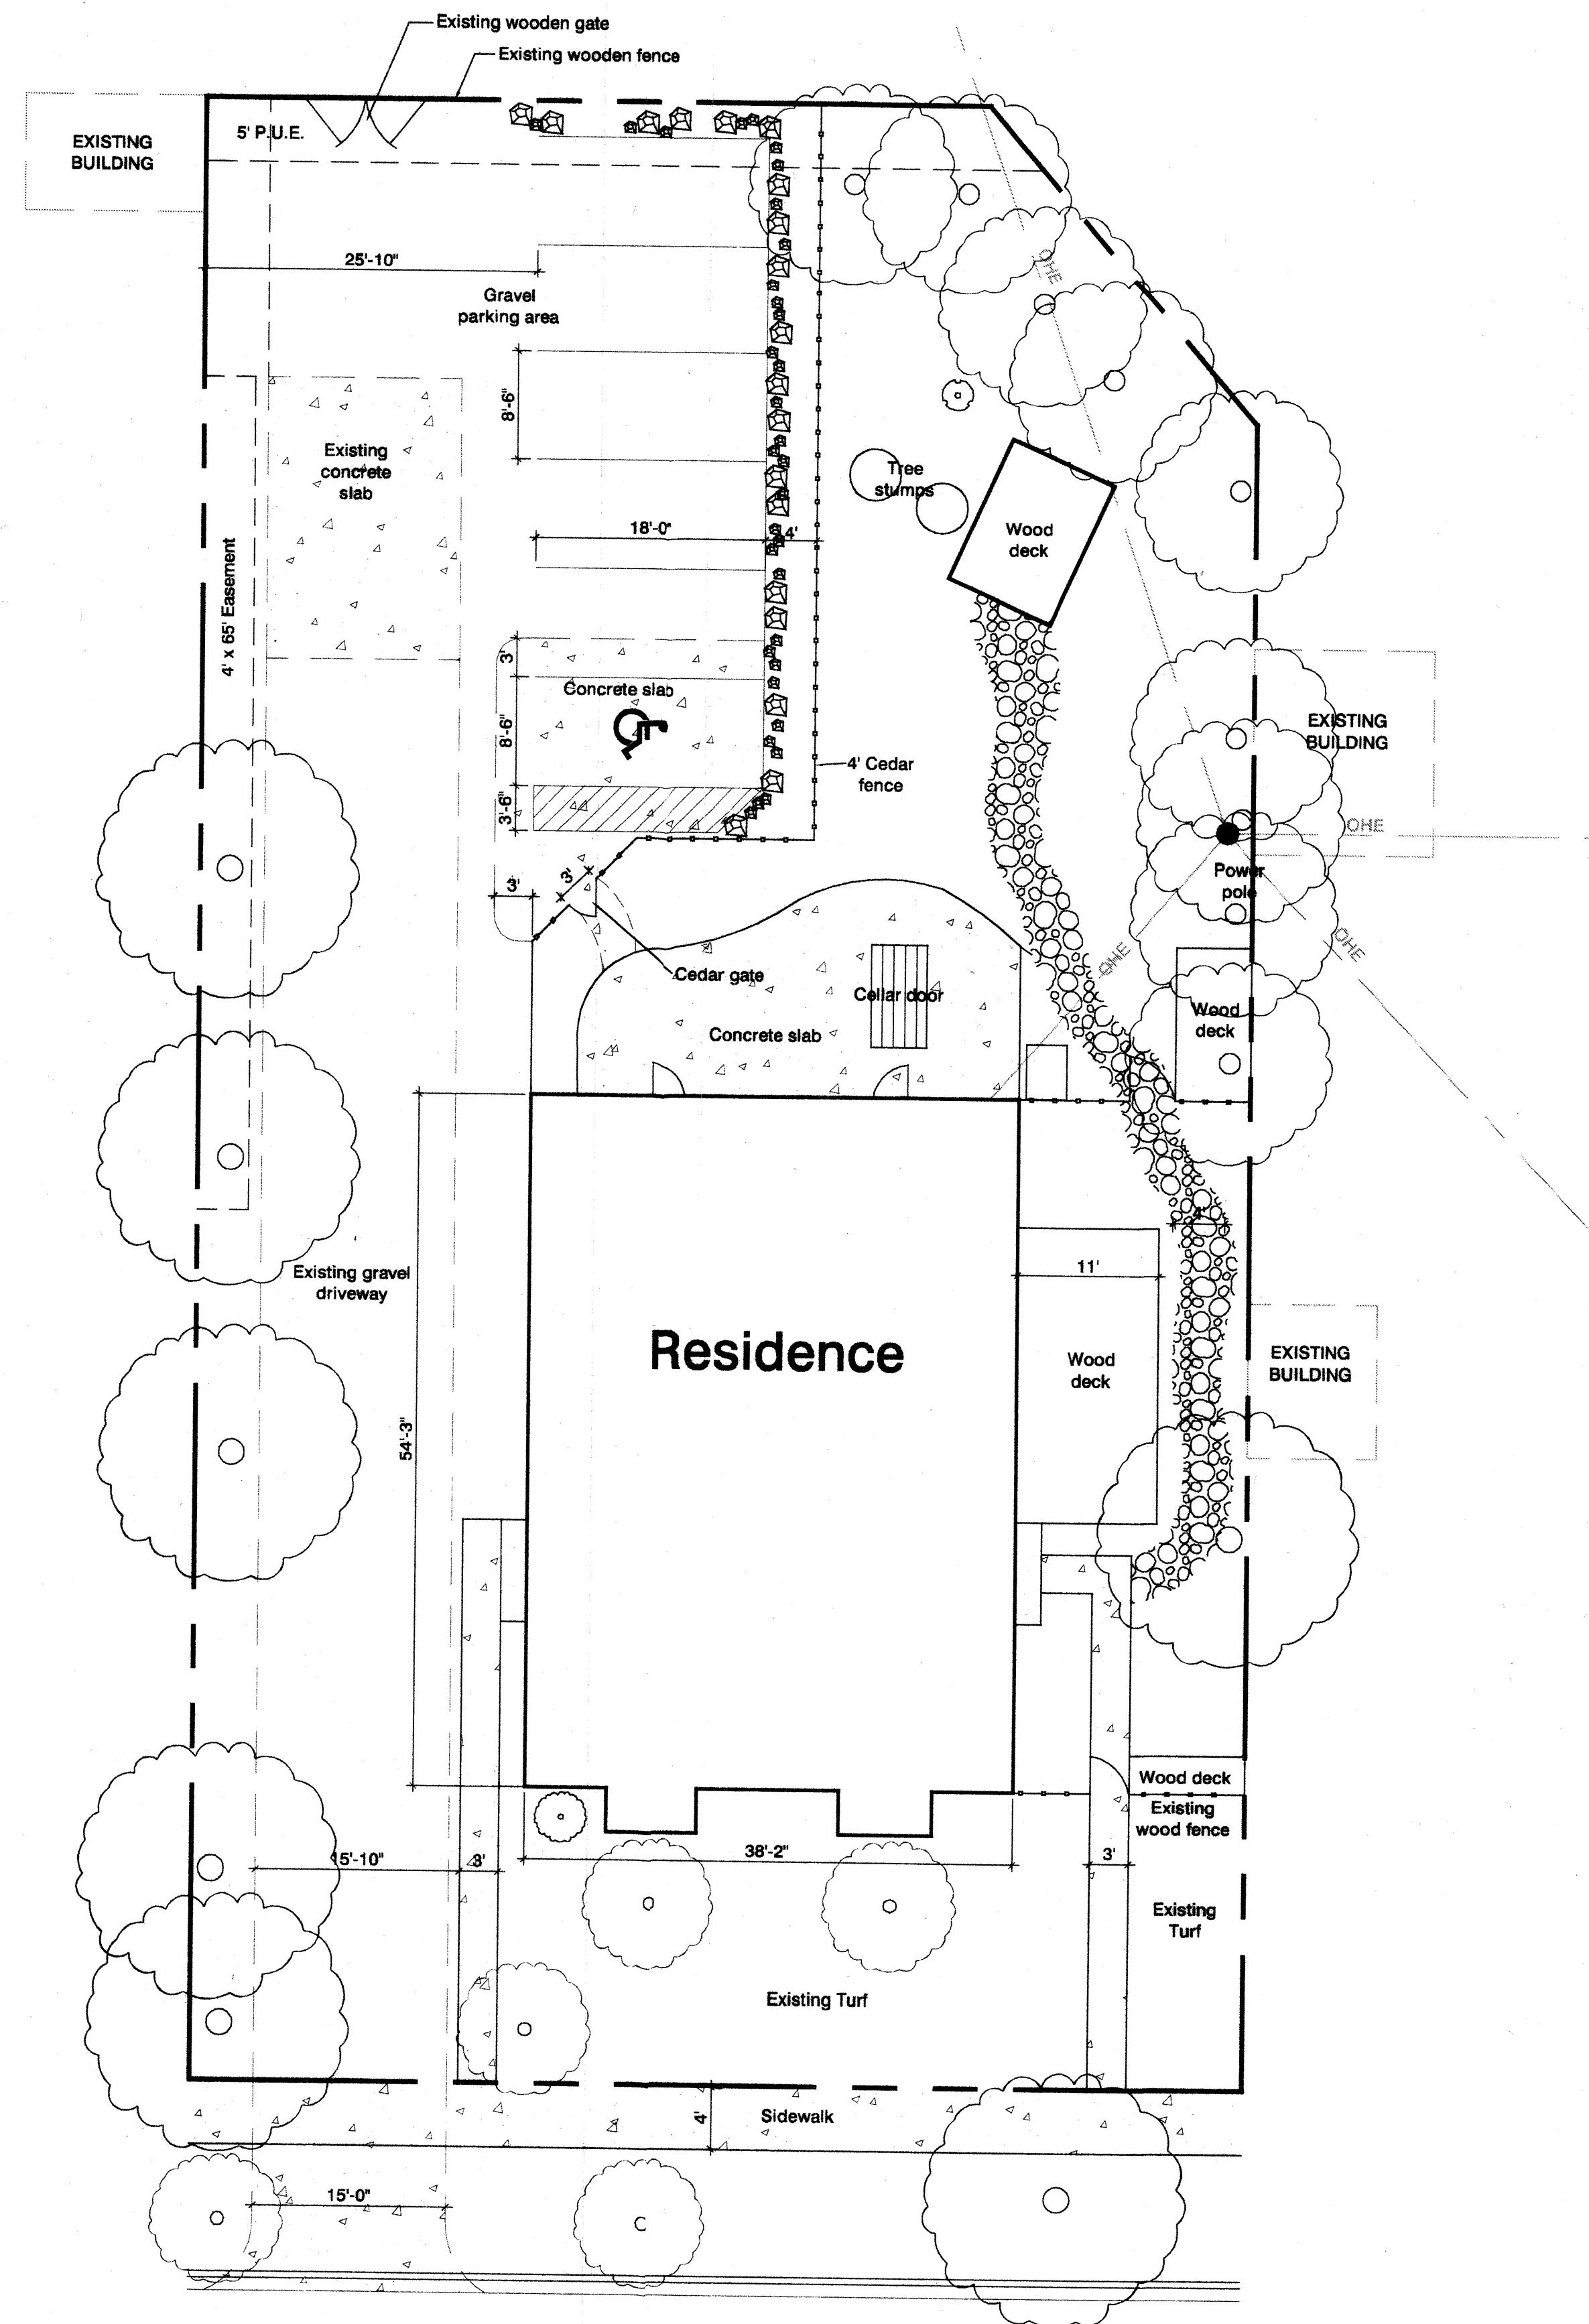 Existing wooden gate
Existing wooden fence
EXISTING
BUILDING
5' P.U.E.
25'-10"
Gravel
parking area
OHE
8'-6"
Existing
concrete
slab
Tree
stumps
18'-0"
4'
Wood
deck
4' x 65' Easement
3'
Concrete slab
8'-6"
EXISTING
BUILDING
4' Cedar
fence
3'-6"
OHE
Power
pole
3'
3'
OHE
OHE
Cedar gate
Cellar door
Wood
deck
Concrete slab
4'
11'
Existing gravel
driveway
Residence
Wood
deck
EXISTING
BUILDING
54'-3"
Wood deck
Existing
wood fence
15'-10"
3'
38'-2"
3'
Existing
Turf
Existing Turf
4'
Sidewalk
15'-0"